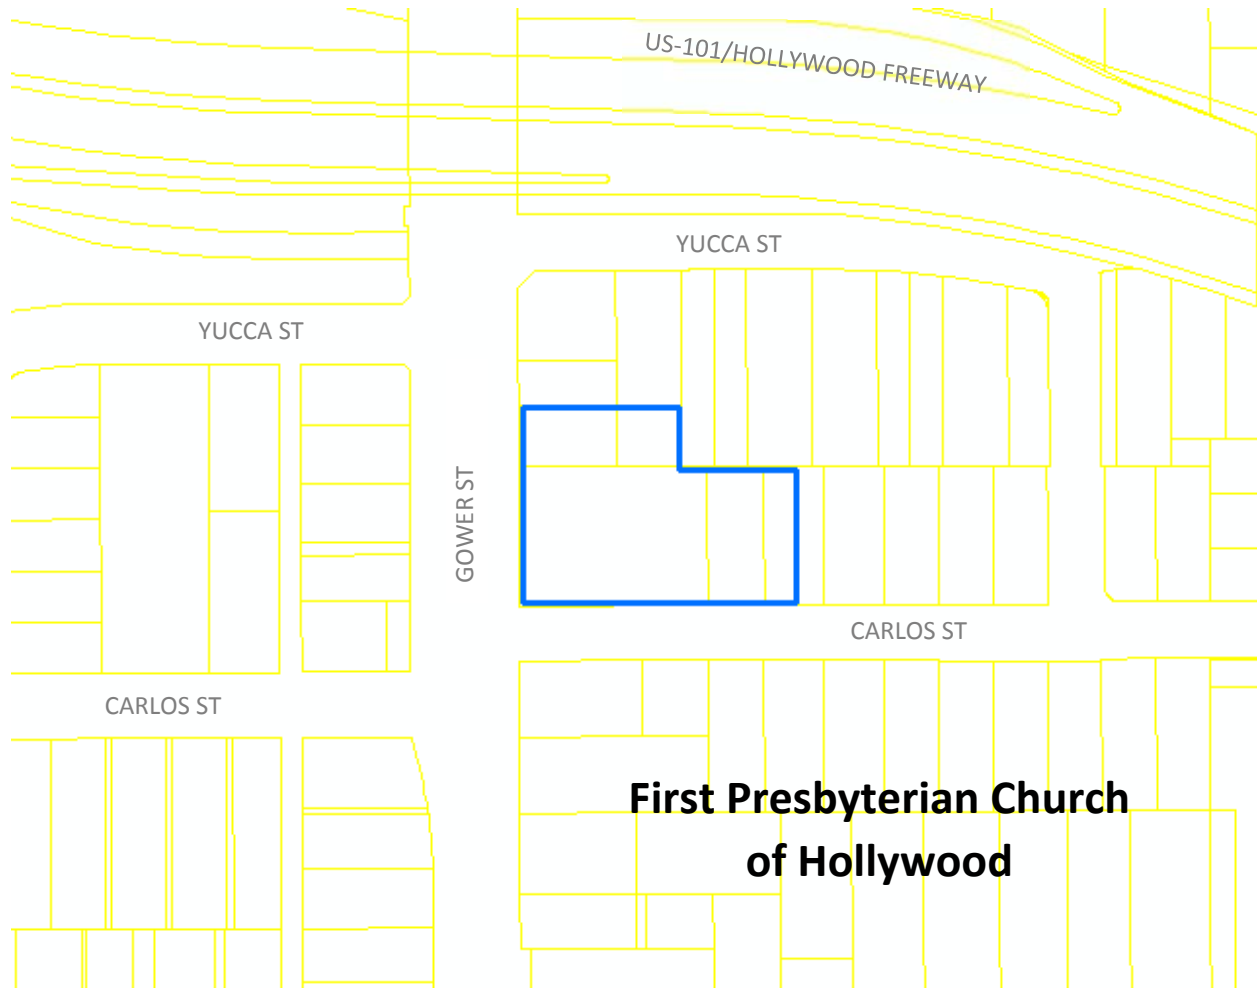 US-101/HOLLYWOOD FREEWAY
YUCCA ST
YUCCA ST
GOWER ST
CARLOS ST
CARLOS ST
First Presbyterian Church
of Hollywood